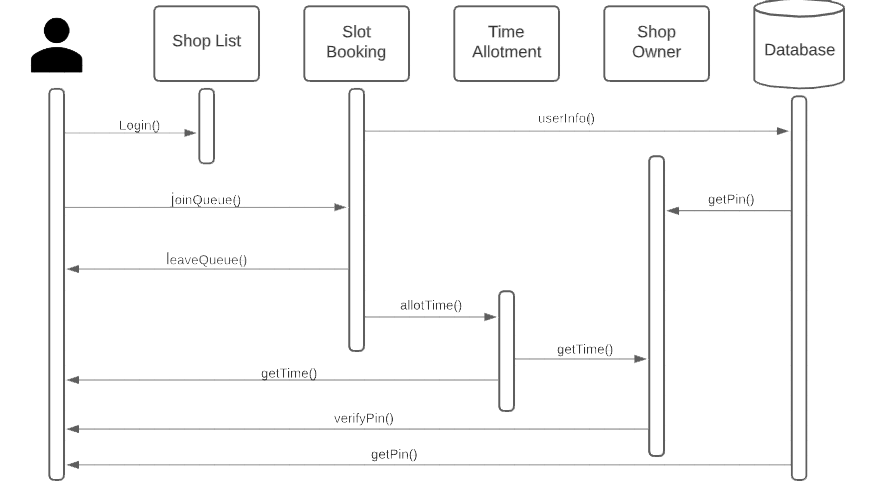 Shop List
Slot
Booking
Time
Allotment
Shop
Owner
Database
Login()
userInfo()
joinQueue()
getPin()
leaveQueue()
allotTime()
getTime()
getTime()
verifyPin()
getPin()